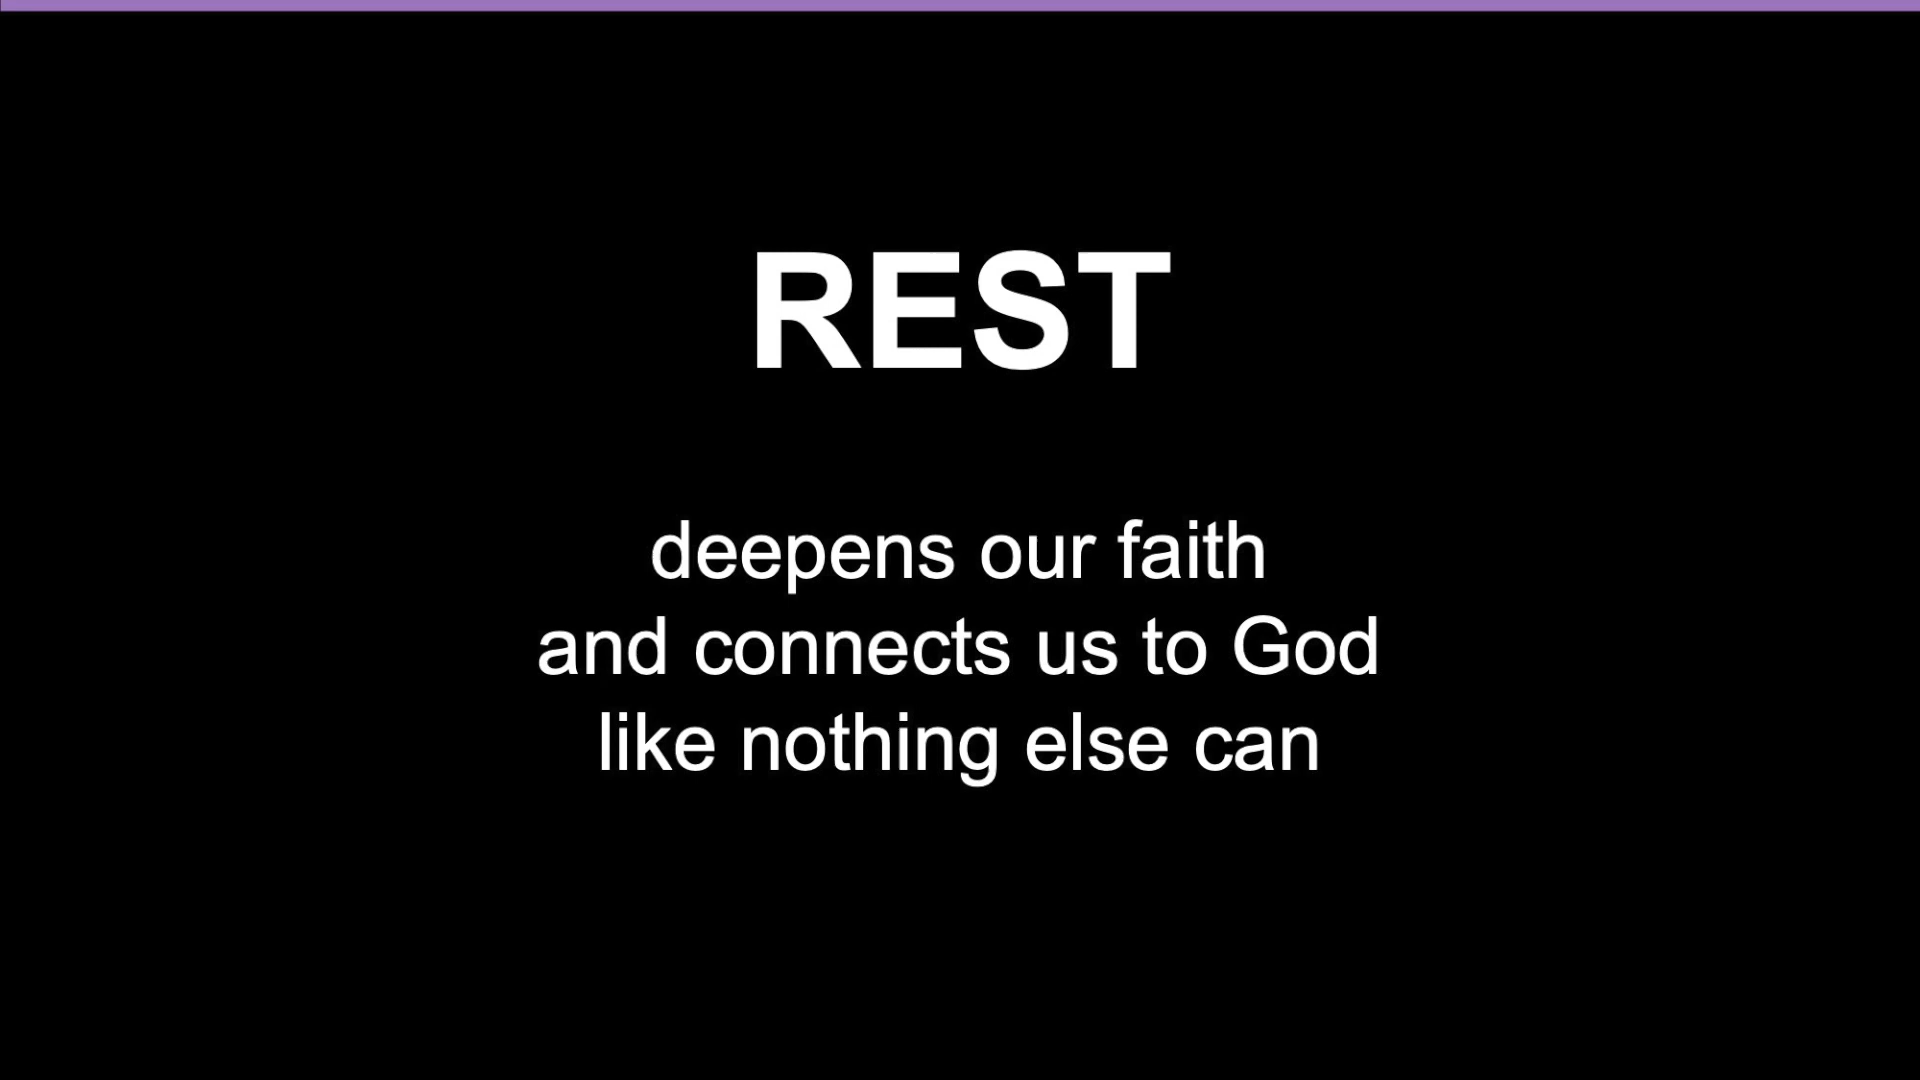 REST
deepens our faith
and connects us to God
like nothing else can